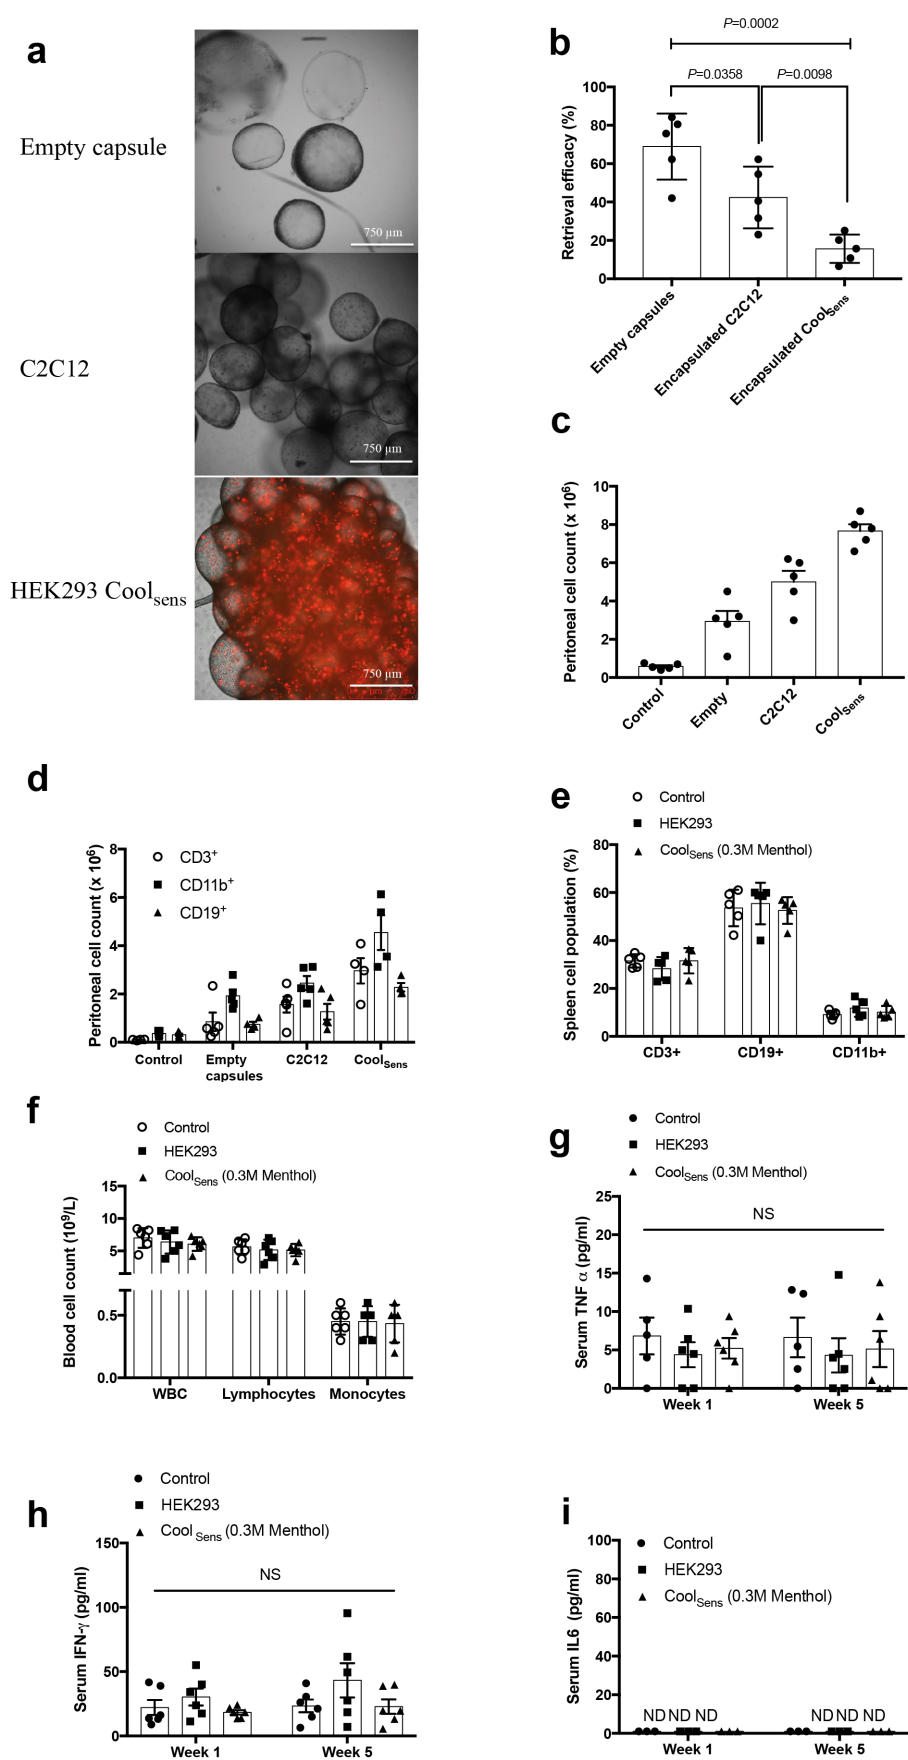 a
Empty capsule
750 µm
C2C12
750 µm
HEK293 Coolsens
750 µm
b
P=0.0002
P=0.0358
P=0.0098
Retrieval efficacy (%)
100
80
60
40
20
0
Empty capsules
Encapsulated C2C12
Encapsulated CoolSens
c
Peritoneal cell count (x 10⁶)
10
8
6
4
2
0
Control
Empty
C2C12
CoolSens
d
CD3+
CD11b+
CD19+
Peritoneal cell count (x 10⁶)
8
6
4
2
0
Control
Empty capsules
C2C12
CoolSens
e
Control
HEK293
CoolSens (0.3M Menthol)
Spleen cell population (%)
80
60
40
20
0
CD3+
CD19+
CD11b+
f
Control
HEK293
CoolSens (0.3M Menthol)
Blood cell count (10⁹/L)
15
10
5
0.5
0.0
WBC
Lymphocytes
Monocytes
g
Control
HEK293
CoolSens (0.3M Menthol)
NS
Serum TNF α (pg/ml)
25
20
15
10
5
0
Week 1
Week 5
h
Control
HEK293
Cool Sens (0.3M Menthol)
NS
Serum IFN-γ (pg/ml)
150
100
50
0
Week 1
Week 5
i
Control
HEK293
CoolSens (0.3M Menthol)
Serum IL6 (pg/ml)
100
80
60
40
20
0
ND ND ND
ND ND ND
Week 1
Week 5